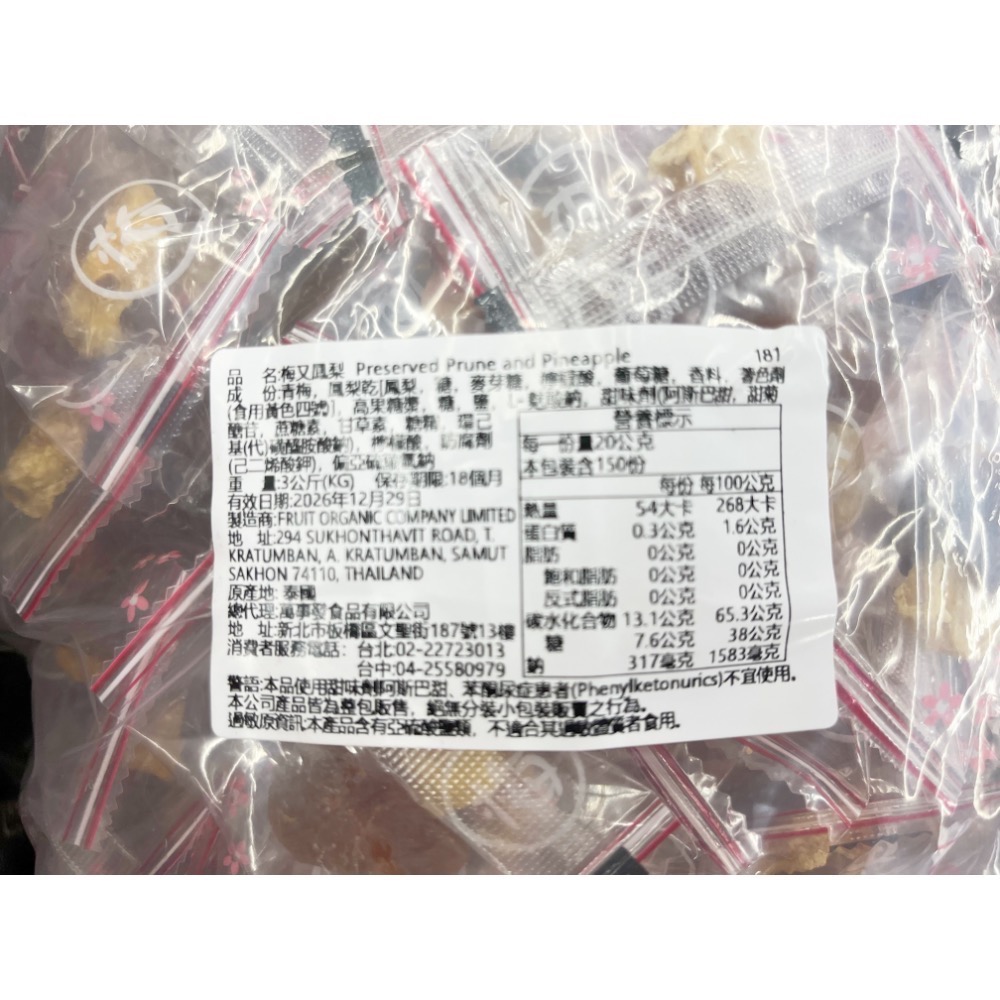 品 名:梅又鳳梨 Preserved Prune and Pineapple 181
成 份:青梅, 鳳梨乾[鳳梨, 糖, 麥芽糖, 檸檬酸, 葡萄糖, 香料, 著色劑
(食用黃色四號), 高果糖漿, 糖, 鹽, 甜味劑(阿斯巴甜, 甜菊
醣苷, 蔗糖素, 甘草素, 糖精, 環己
基(代)磺醯胺酸鈉), 檸檬酸, 防腐劑
(己二烯酸鉀),
重 量:3公斤(KG) 保存期限:18個月
有效日期:2026年12月29日
製造商:FRUIT ORGANIC COMPANY LIMITED
地 址:294 SUKHONTHAVIT ROAD, T.
KRATUMBAN, A. KRATUMBAN, SAMUT
SAKHON 74110, THAILAND
原產地: 泰國
總代理:萬事發食品有限公司
地 址:新北市板橋區文聖街187號13樓
消費者服務電話: 台北:02-22723013
台中:04-25580979
營養標示
每一份量20公克
本包裝含150份
每份 每100公克
熱量 54大卡 268大卡
蛋白質 0.3公克 1.6公克
脂肪 0公克 0公克
飽和脂肪 0公克 0公克
反式脂肪 0公克 0公克
碳水化合物 13.1公克 65.3公克
糖 7.6公克 38公克
鈉 317毫克 1583毫克
警語:本品使用甜味劑阿斯巴甜、苯酮尿症患者(Phenylketonurics)不宜使用。
本公司產品皆為整包販售, 絕無分裝小包裝販賣之行為。
過敏原資訊:本產品含有亞硫酸鹽類, 不適合其過敏體質者食用。
梅